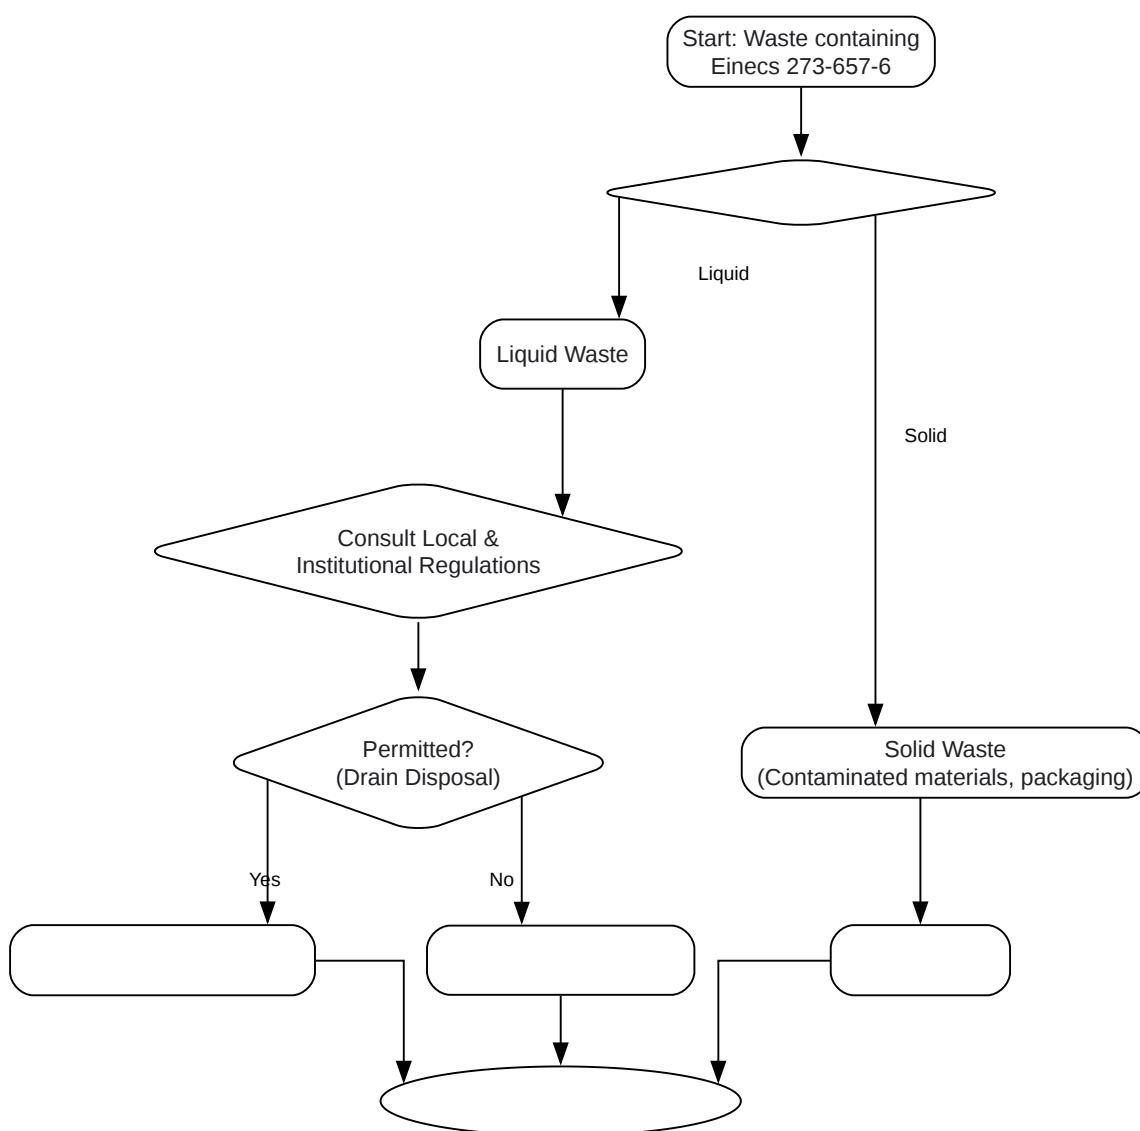 Start: Waste containing
Einecs 273-657-6
Liquid
Liquid Waste
Solid
Consult Local &
Institutional Regulations
Permitted?
(Drain Disposal)
Solid Waste
(Contaminated materials, packaging)
Yes
No